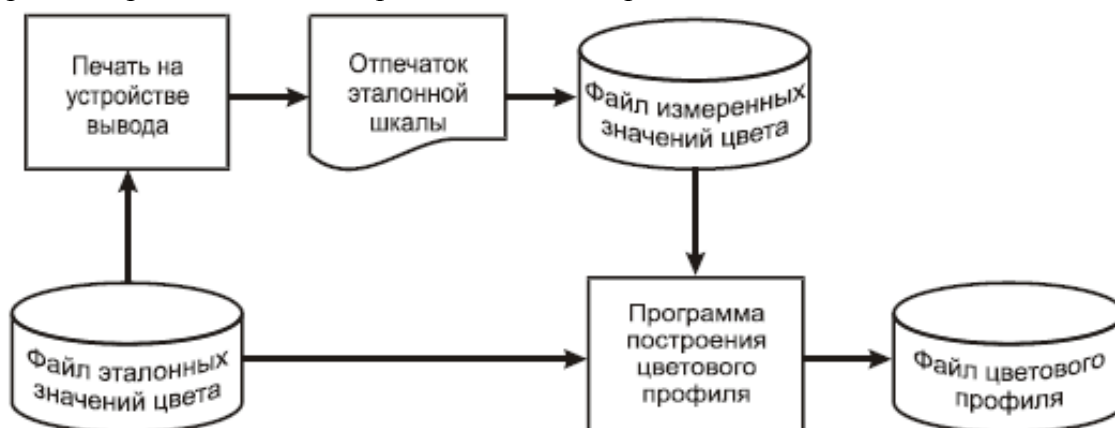 Печать на
устройстве
вывода
Отпечаток
эталонной
шкалы
Файл измеренных
значений цвета
Файл эталонных
значений цвета
Программа
построения
цветового
профиля
Файл цветового
профиля